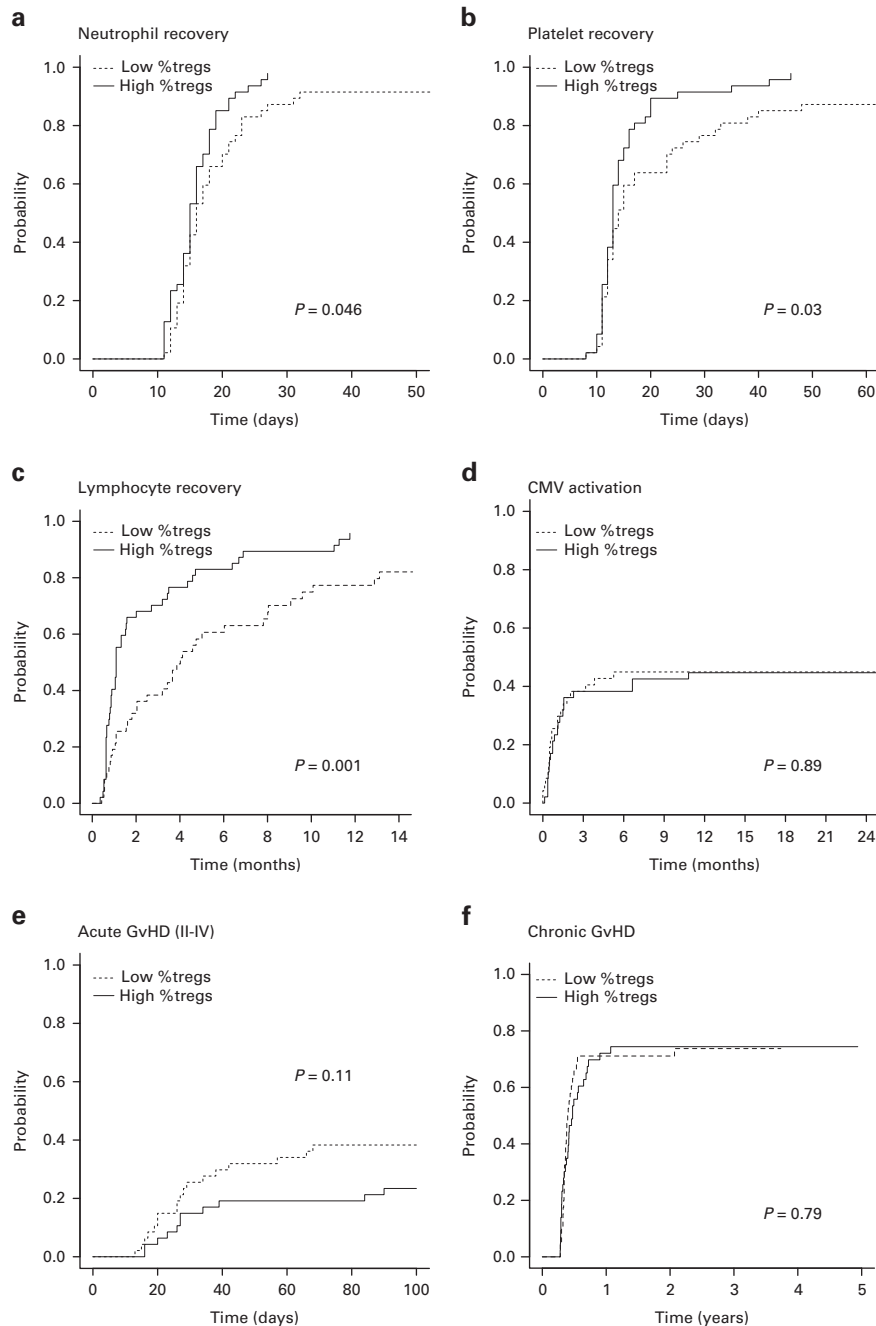 a
Neutrophil recovery
1.0
0.8
0.6
0.4
0.2
0.0
Probability
Low %tregs
High %tregs
P = 0.046
0 10 20 30 40 50
Time (days)
b
Platelet recovery
1.0
0.8
0.6
0.4
0.2
0.0
Probability
Low %tregs
High %tregs
P = 0.03
0 10 20 30 40 50 60
Time (days)
c
Lymphocyte recovery
1.0
0.8
0.6
0.4
0.2
0.0
Probability
Low %tregs
High %tregs
P = 0.001
0 2 4 6 8 10 12 14
Time (months)
d
CMV activation
1.0
0.8
0.6
0.4
0.2
0.0
Probability
Low %tregs
High %tregs
P = 0.89
0 3 6 9 12 15 18 21 24
Time (months)
e
Acute GvHD (II-IV)
1.0
0.8
0.6
0.4
0.2
0.0
Probability
Low %tregs
High %tregs
P = 0.11
0 20 40 60 80 100
Time (days)
f
Chronic GvHD
1.0
0.8
0.6
0.4
0.2
0.0
Probability
Low %tregs
High %tregs
P = 0.79
0 1 2 3 4 5
Time (years)